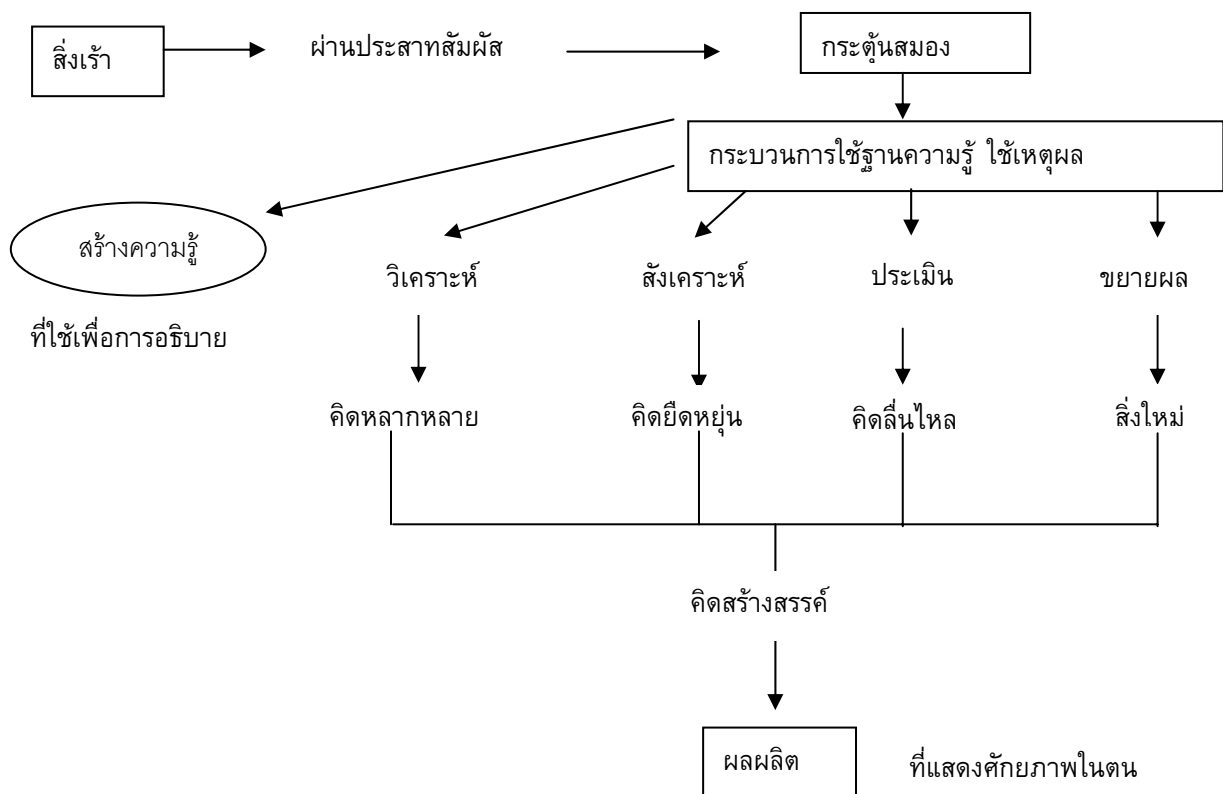 สิ่งเร้า
ผ่านประสาทสัมผัส
กระตุ้นสมอง
กระบวนการใช้ฐานความรู้ ใช้เหตุผล
สร้างความรู้
ที่ใช้เพื่อการอธิบาย
วิเคราะห์
สังเคราะห์
ประเมิน
ขยายผล
คิดหลากหลาย
คิดยืดหยุ่น
คิดลื่นไหล
สิ่งใหม่
คิดสร้างสรรค์
ผลผลิต
ที่แสดงศักยภาพในตน